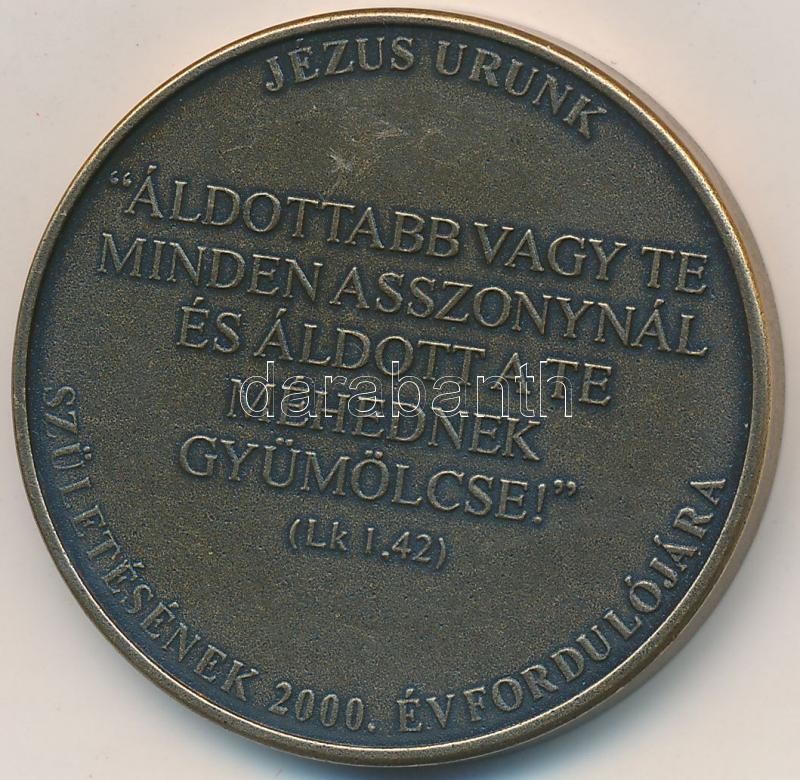 JÉZUS URUNK
“ÁLDOTTABB VAGY TE
MINDEN ASSZONYNÁL
ÉS ÁLDOTT A TE
MÉHEDNEK
GYÜMÖLCSE!”
(Lk 1.42)
SZÜLETÉSÉNEK 2000. ÉVFORDULÓJÁRA
darabanth